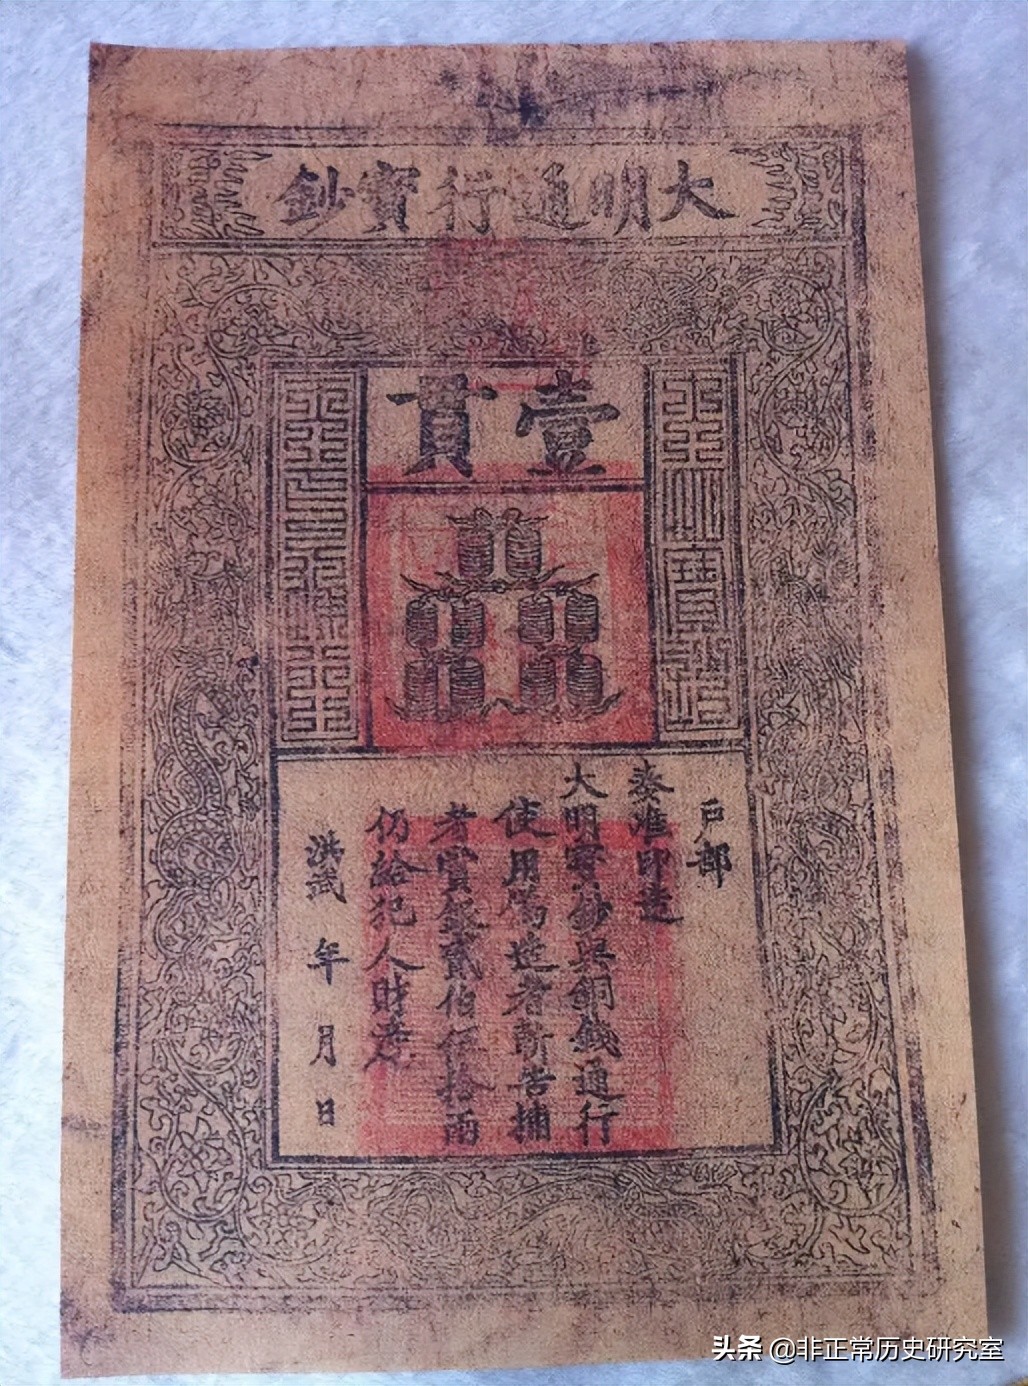 大明通行寶鈔
壹貫
戶部
奏准印造
大明寶鈔與銅錢通行
使用偽造者斬告捕
者賞銀貳伯伍拾兩
仍給犯人財產
洪武 年 月 日
头条 @非正常历史研究室